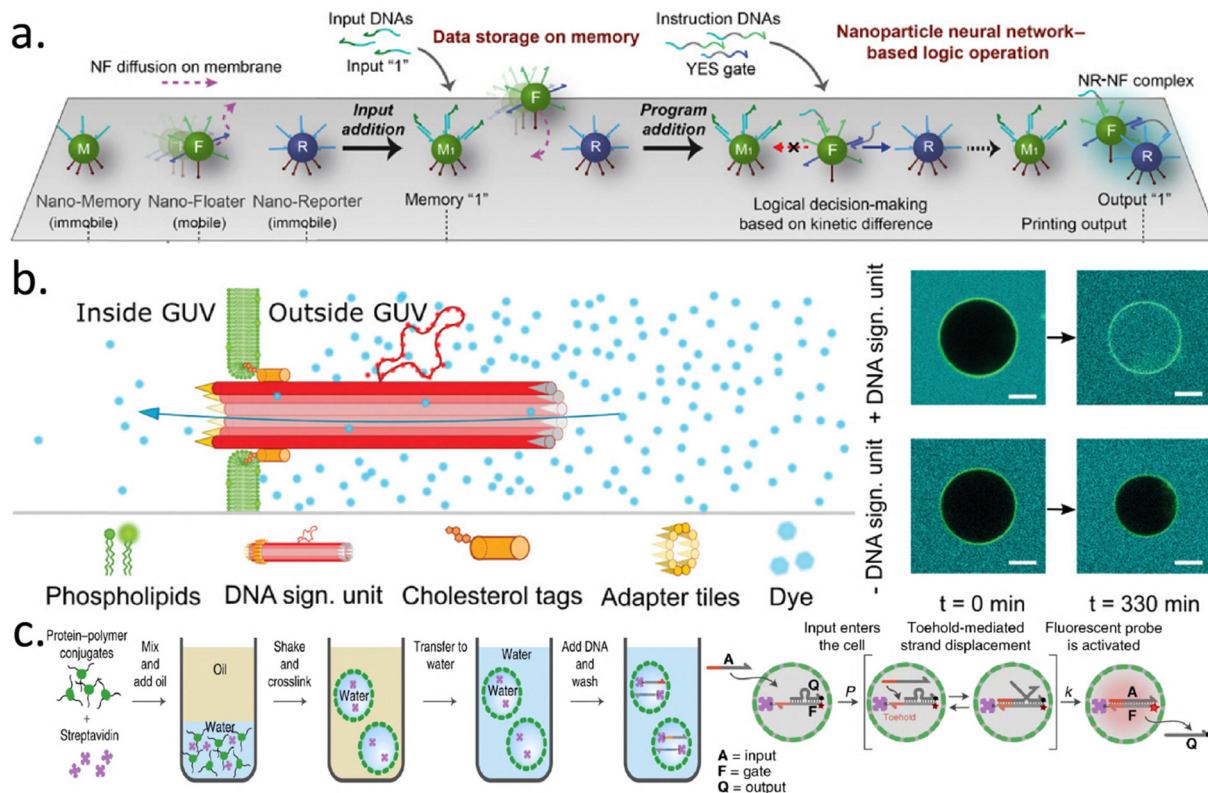 a.
Input DNAs
Input "1"
NF diffusion on membrane
Data storage on memory
Instruction DNAs
YES gate
Nanoparticle neural network–
based logic operation
NR-NF complex
M
F
R
Input
addition
M1
F
R
Program
addition
M1
F
R
M1
F
R
Nano-Memory
(immobile)
Nano-Floater
(mobile)
Nano-Reporter
(immobile)
Memory "1"
Logical decision-making
based on kinetic difference
Printing output
Output "1"
b.
Inside GUV
Outside GUV
+ DNA sign. unit
- DNA sign. unit
Phospholipids
DNA sign. unit
Cholesterol tags
Adapter tiles
Dye
t = 0 min
t = 330 min
c.
Protein–polymer
conjugates
+
Streptavidin
Mix
and
add oil
Oil
Water
Shake
and
crosslink
Water
Transfer to
water
Water
Water
Add DNA
and
wash
Input enters
the cell
A
Q
F
P
Toehold-mediated
strand displacement
Toehold
k
Fluorescent probe
is activated
A
F
Q
A = input
F = gate
Q = output